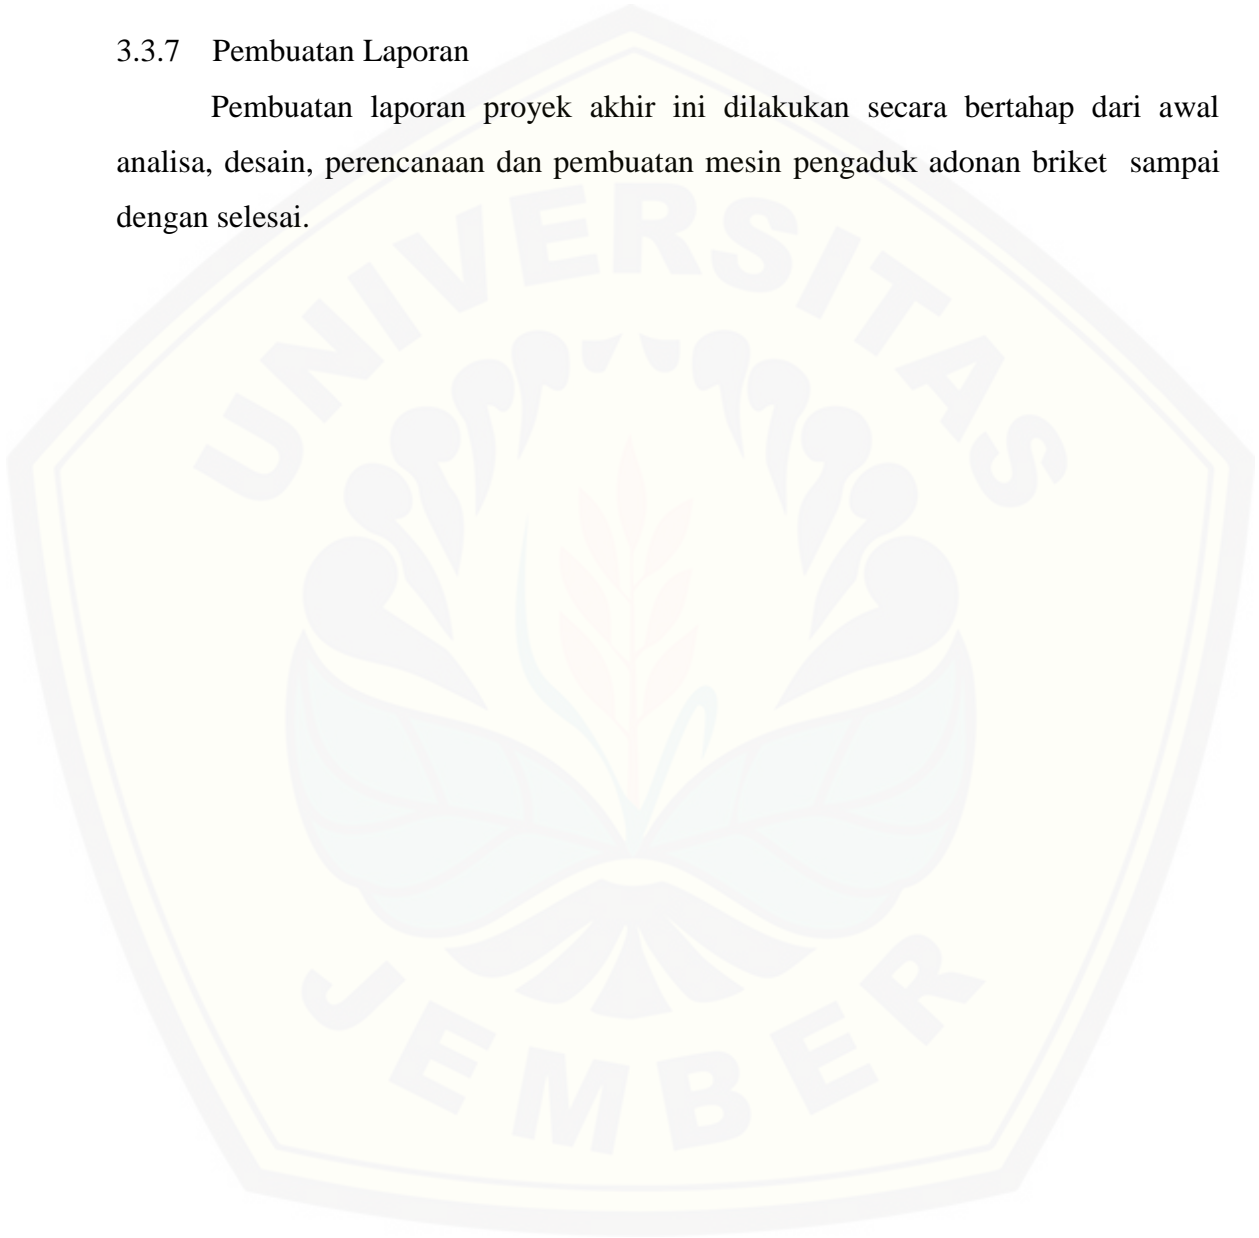 3.3.7 Pembuatan Laporan
Pembuatan laporan proyek akhir ini dilakukan secara bertahap dari awal
analisa, desain, perencanaan dan pembuatan mesin pengaduk adonan briket sampai
dengan selesai.
UNIVERSITAS
JEMBER